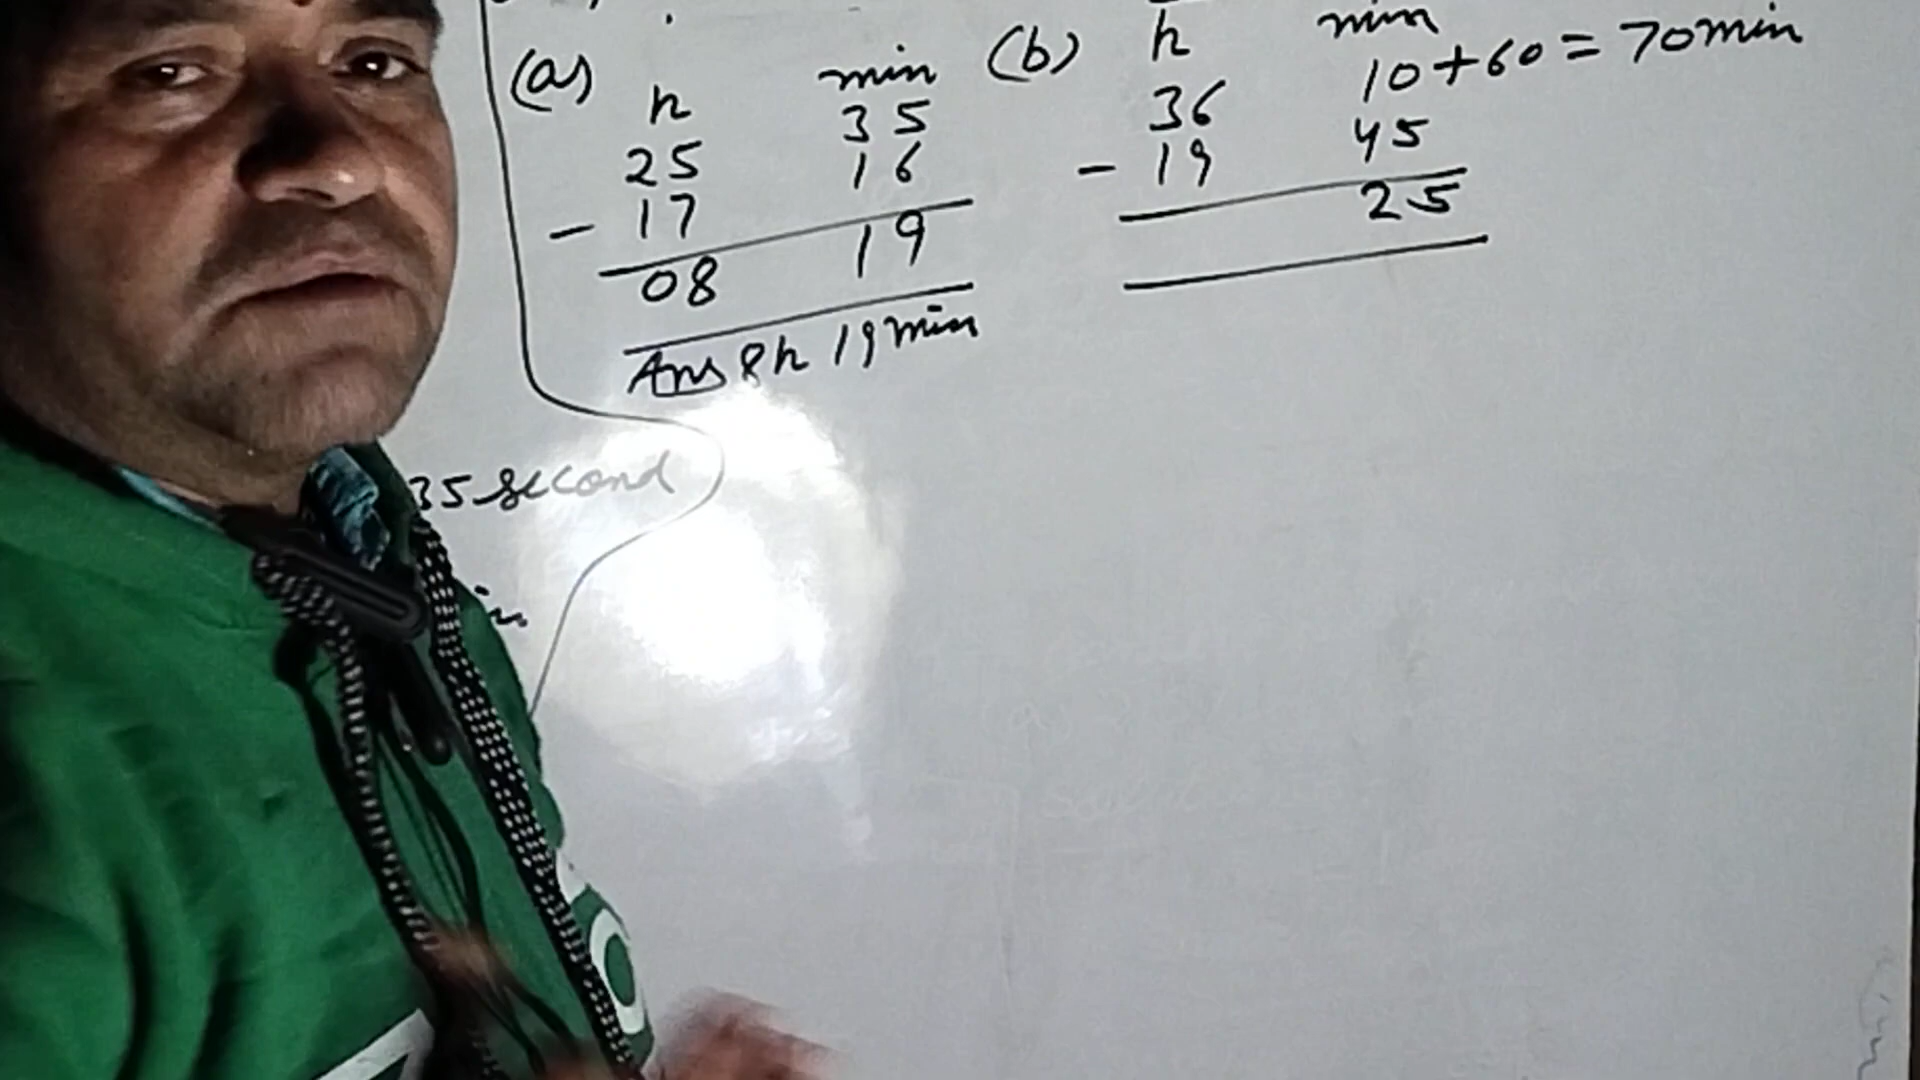 (a) h min
25 35
- 17 16
08 19
Ans 8h 19min
(b) h min
36 10+60=70min
- 19 45
25
35 second